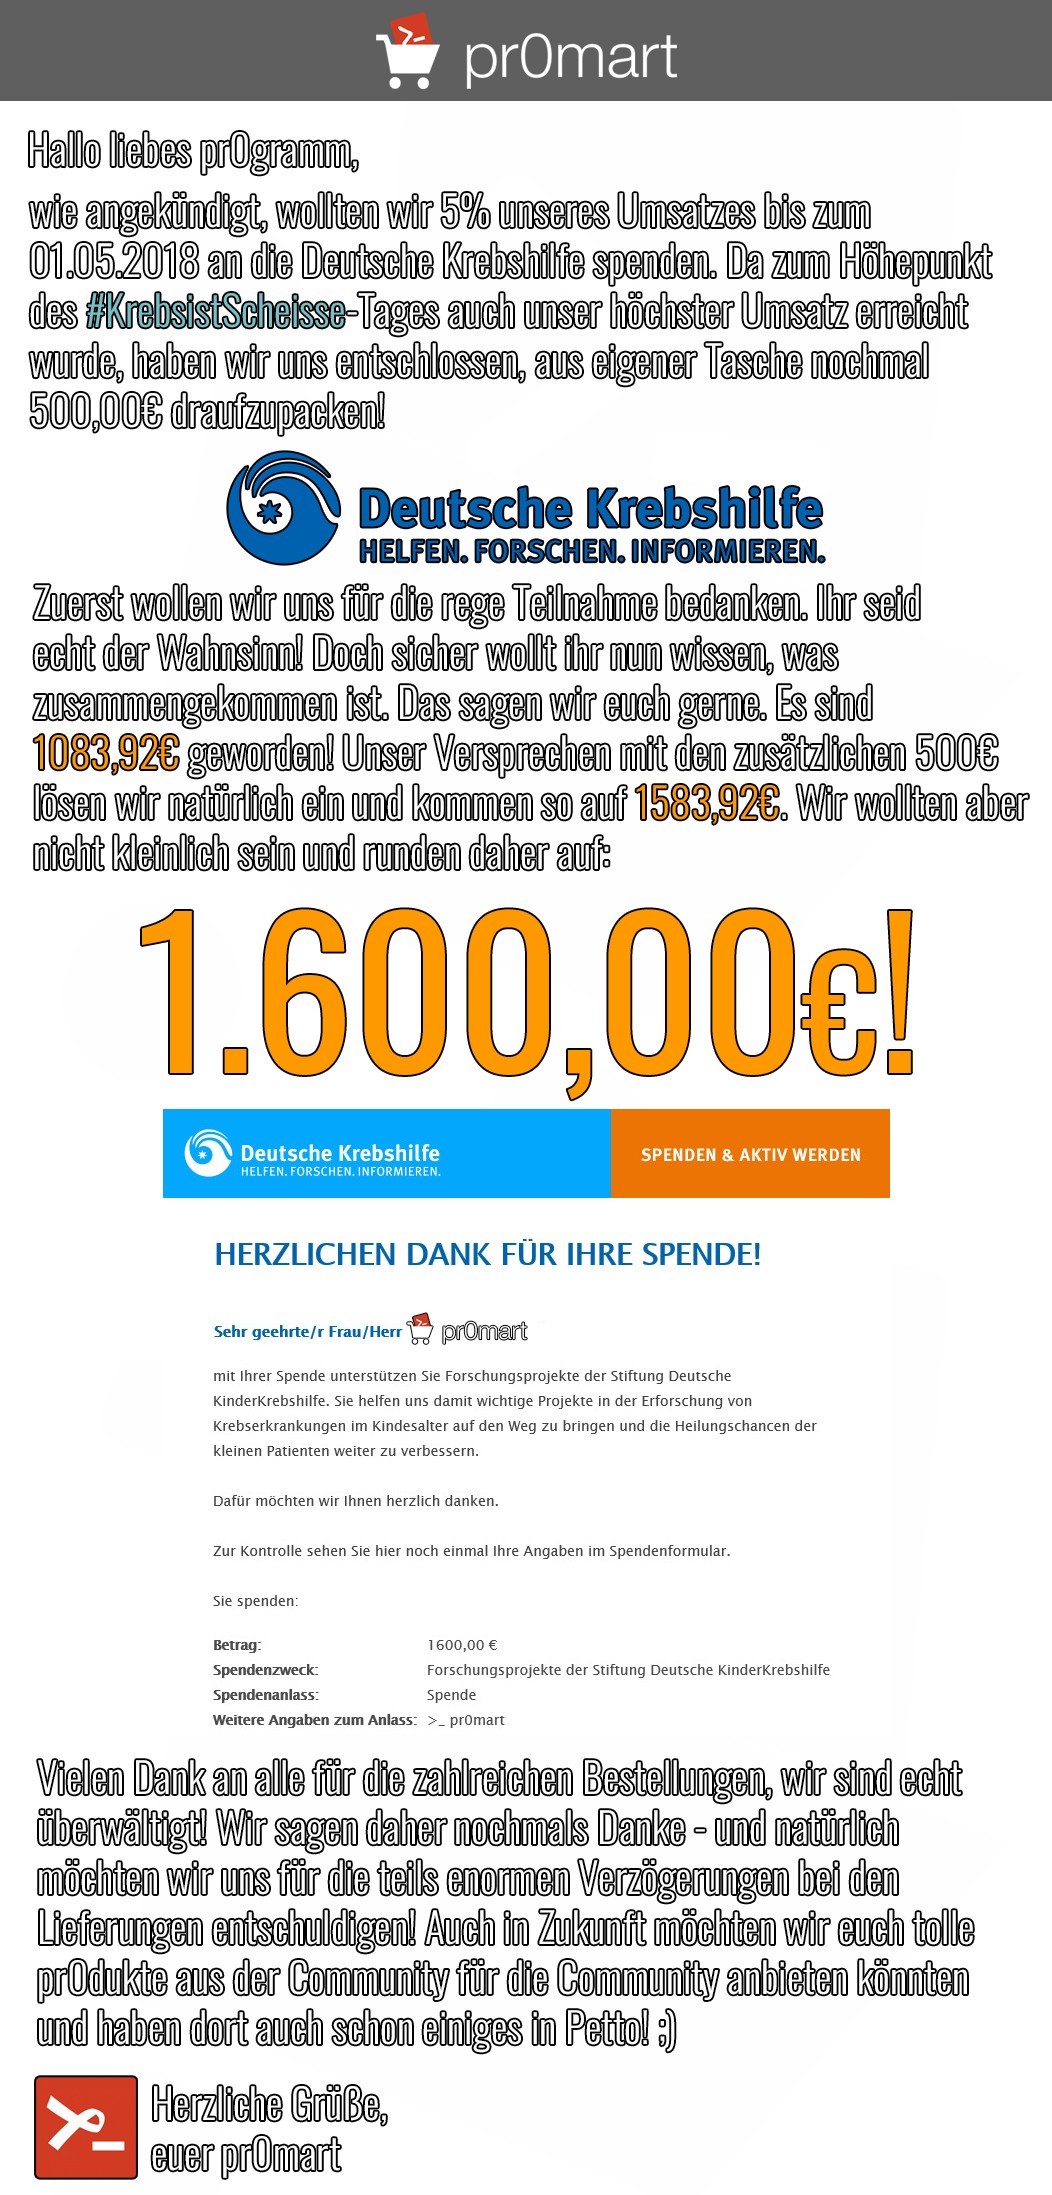 pr0mart
Hallo liebes pr0gramm,
wie angekündigt, wollten wir 5% unseres Umsatzes bis zum
01.05.2018 an die Deutsche Krebshilfe spenden. Da zum Höhepunkt
des #KrebsistScheisse-Tages auch unser höchster Umsatz erreicht
wurde, haben wir uns entschlossen, aus eigener Tasche nochmal
500,00€ draufzupacken!
Deutsche Krebshilfe
HELFEN. FORSCHEN. INFORMIEREN.
Zuerst wollen wir uns für die rege Teilnahme bedanken. Ihr seid
echt der Wahnsinn! Doch sicher wollt ihr nun wissen, was
zusammengekommen ist. Das sagen wir euch gerne. Es sind
1083,92€ geworden! Unser Versprechen mit den zusätzlichen 500€
lösen wir natürlich ein und kommen so auf 1583,92€. Wir wollten aber
nicht kleinlich sein und runden daher auf:
1.600,00€!
Deutsche Krebshilfe
HELFEN. FORSCHEN. INFORMIEREN.
SPENDEN & AKTIV WERDEN
HERZLICHEN DANK FÜR IHRE SPENDE!
Sehr geehrte/r Frau/Herr pr0mart
mit Ihrer Spende unterstützen Sie Forschungsprojekte der Stiftung Deutsche
KinderKrebshilfe. Sie helfen uns damit wichtige Projekte in der Erforschung von
Krebserkrankungen im Kindesalter auf den Weg zu bringen und die Heilungschancen der
kleinen Patienten weiter zu verbessern.
Dafür möchten wir Ihnen herzlich danken.
Zur Kontrolle sehen Sie hier noch einmal Ihre Angaben im Spendenformular.
Sie spenden:
Betrag: 1600,00 €
Spendenzweck: Forschungsprojekte der Stiftung Deutsche KinderKrebshilfe
Spendenanlass: Spende
Weitere Angaben zum Anlass: >_ pr0mart
Vielen Dank an alle für die zahlreichen Bestellungen, wir sind echt
überwältigt! Wir sagen daher nochmals Danke - und natürlich
möchten wir uns für die teils enormen Verzögerungen bei den
Lieferungen entschuldigen! Auch in Zukunft möchten wir euch tolle
pr0dukte aus der Community für die Community anbieten könnten
und haben dort auch schon einiges in Petto! ;)
Herzliche Grüße,
euer pr0mart